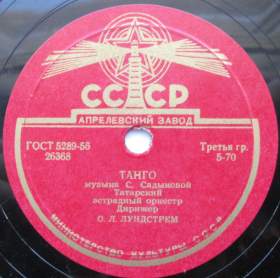 СССР
АПРЕЛЕВСКИЙ ЗАВОД
ГОСТ 5289-56
26368
Третья гр.
5-70
ТАНГО
музыка С. Садыковой
Татарский
эстрадный оркестр
Дирижер
О. Л. ЛУНДСТРЕМ
МИНИСТЕРСТВО КУЛЬТУРЫ СССР